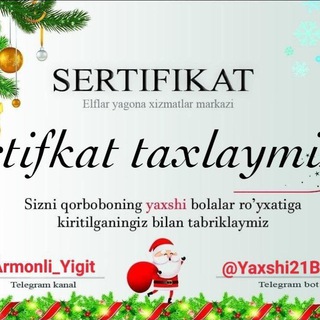 SERTIFIKAT
Elflar yagona xizmatlar markazi
rtifkat taxlaymi
Sizni qorboboning yaxshi bolalar ro'yxatiga
kiritilganingiz bilan tabriklaymiz
Armonli_Yigit @Yaxshi21B
Telegram kanal Telegram bot